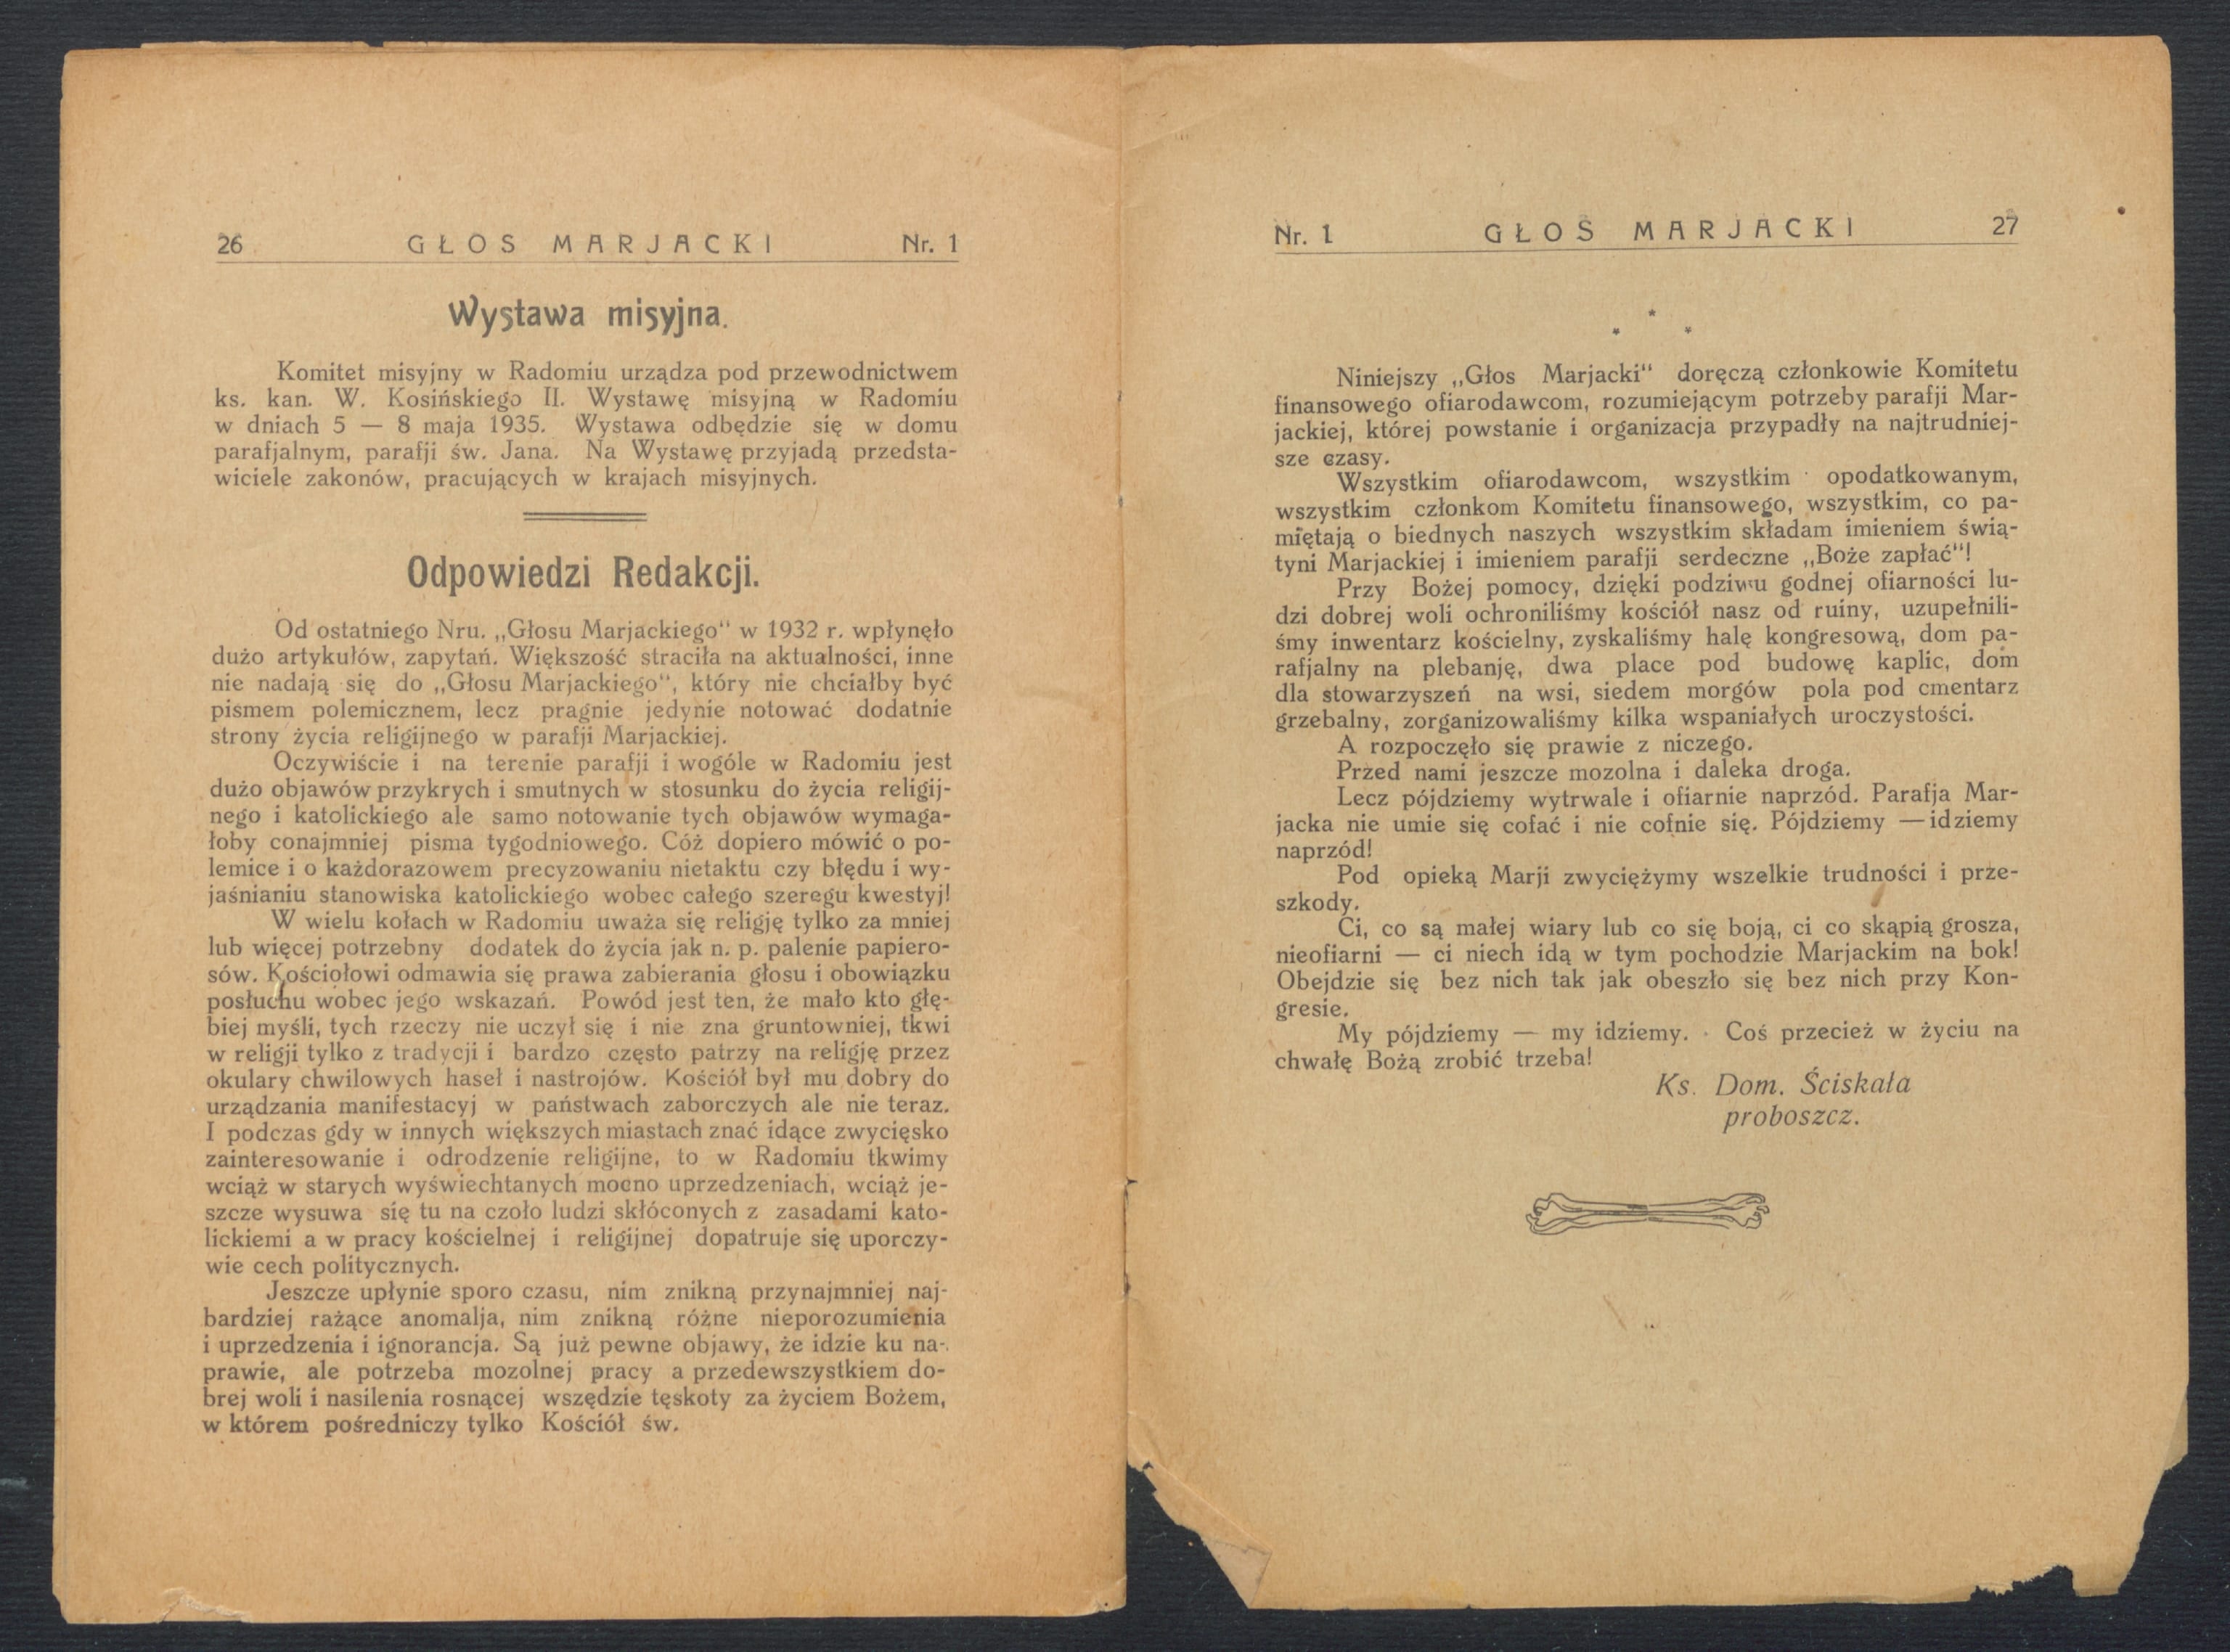 26 GŁOS MARJACKI Nr. 1
Wystawa misyjna.
Komitet misyjny w Radomiu urządza pod przewodnictwem
ks. kan. W. Kosińskiego II. Wystawę misyjną w Radomiu
w dniach 5 — 8 maja 1935. Wystawa odbędzie się w domu
parafjalnym, parafji św. Jana. Na Wystawę przyjadą przedsta-
wiciele zakonów, pracujących w krajach misyjnych.
Odpowiedzi Redakcji.
Od ostatniego Nru. „Głosu Marjackiego“ w 1932 r. wpłynęło
dużo artykułów, zapytań. Większość straciła na aktualności, inne
nie nadają się do „Głosu Marjackiego“, który nie chciałby być
pismem polemicznem, lecz pragnie jedynie notować dodatnie
strony życia religijnego w parafji Marjackiej.
Oczywiście i na terenie parafji i wogóle w Radomiu jest
dużo objawów przykrych i smutnych w stosunku do życia religij-
nego i katolickiego ale samo notowanie tych objawów wymaga-
łoby conajmniej pisma tygodniowego. Cóż dopiero mówić o po-
lemice i o każdorazowem precyzowaniu nietaktu czy błędu i wy-
jaśnianiu stanowiska katolickiego wobec całego szeregu kwestyj!
W wielu kołach w Radomiu uważa się religję tylko za mniej
lub więcej potrzebny dodatek do życia jak n. p. palenie papiero-
sów. Kościołowi odmawia się prawa zabierania głosu i obowiązku
posłuchu wobec jego wskazań. Powód jest ten, że mało kto głę-
biej myśli, tych rzeczy nie uczył się i nie zna gruntowniej, tkwi
w religji tylko z tradycji i bardzo często patrzy na religję przez
okulary chwilowych haseł i nastrojów. Kościół był mu dobry do
urządzania manifestacyj w państwach zaborczych ale nie teraz.
I podczas gdy w innych większych miastach znać idące zwycięsko
zainteresowanie i odrodzenie religijne, to w Radomiu tkwimy
wciąż w starych wyświechtanych mocno uprzedzeniach, wciąż je-
szcze wysuwa się tu na czoło ludzi skłóconych z zasadami kato-
lickiemi a w pracy kościelnej i religijnej dopatruje się uporczy-
wie cech politycznych.
Jeszcze upłynie sporo czasu, nim znikną przynajmniej naj-
bardziej rażące anomalja, nim znikną różne nieporozumienia
i uprzedzenia i ignorancja. Są już pewne objawy, że idzie ku na-
prawie, ale potrzeba mozolnej pracy a przedewszystkiem do-
brej woli i nasilenia rosnącej wszędzie tęskoty za życiem Bożem,
w którem pośredniczy tylko Kościół św.
Nr. 1 GŁOS MARJACKI 27
* * *
Niniejszy „Głos Marjacki“ doręczą członkowie Komitetu
finansowego ofiarodawcom, rozumiejącym potrzeby parafji Mar-
jackiej, której powstanie i organizacja przypadły na najtrudniej-
sze czasy.
Wszystkim ofiarodawcom, wszystkim opodatkowanym,
wszystkim członkom Komitetu finansowego, wszystkim, co pa-
miętają o biednych naszych wszystkim składam imieniem świą-
tyni Marjackiej i imieniem parafji serdeczne „Boże zapłać“!
Przy Bożej pomocy, dzięki podziwu godnej ofiarności lu-
dzi dobrej woli ochroniliśmy kościół nasz od ruiny, uzupełnili-
śmy inwentarz kościelny, zyskaliśmy halę kongresową, dom pa-
rafjalny na plebanję, dwa place pod budowę kaplic, dom
dla stowarzyszeń na wsi, siedem morgów pola pod cmentarz
grzebalny, zorganizowaliśmy kilka wspaniałych uroczystości.
A rozpoczęło się prawie z niczego.
Przed nami jeszcze mozolna i daleka droga.
Lecz pójdziemy wytrwale i ofiarnie naprzód. Parafja Mar-
jacka nie umie się cofać i nie cofnie się. Pójdziemy — idziemy
naprzód!
Pod opieką Marji zwyciężymy wszelkie trudności i prze-
szkody.
Ci, co są małej wiary lub co się boją, ci co skąpią grosza,
nieofiarni — ci niech idą w tym pochodzie Marjackim na bok!
Obejdzie się bez nich tak jak obeszło się bez nich przy Kon-
gresie.
My pójdziemy — my idziemy. Coś przecież w życiu na
chwałę Bożą zrobić trzeba!
Ks. Dom. Ściskała
proboszcz.